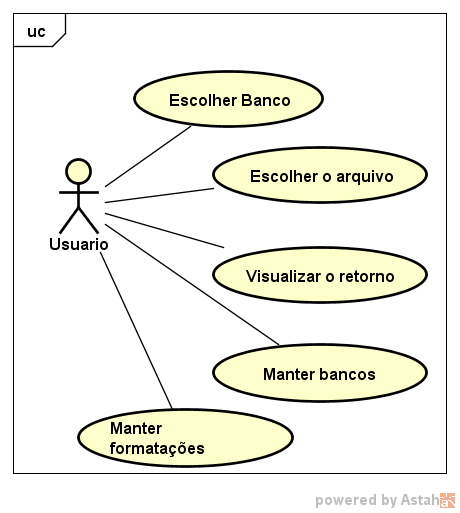 uc
Escolher Banco
Escolher o arquivo
Usuario
Visualizar o retorno
Manter bancos
Manter
formatações
powered by Astah